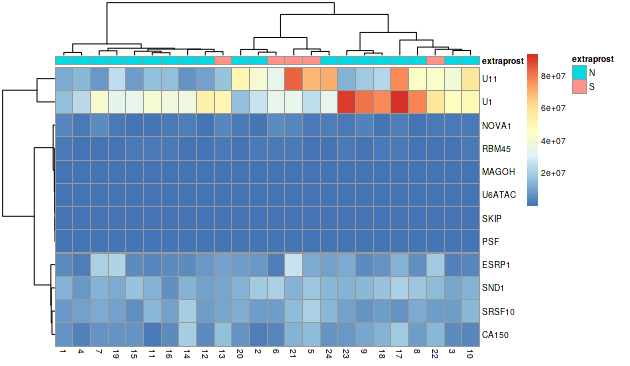 extraprost
extraprost
N
S
8e+07
6e+07
4e+07
2e+07
U11
U1
NOVA1
RBM45
MAGOH
U6ATAC
SKIP
PSF
ESRP1
SND1
SRSF10
CA150
1 4 7 19 15 11 16 14 12 13 20 2 6 21 5 24 23 9 18 17 8 22 3 10